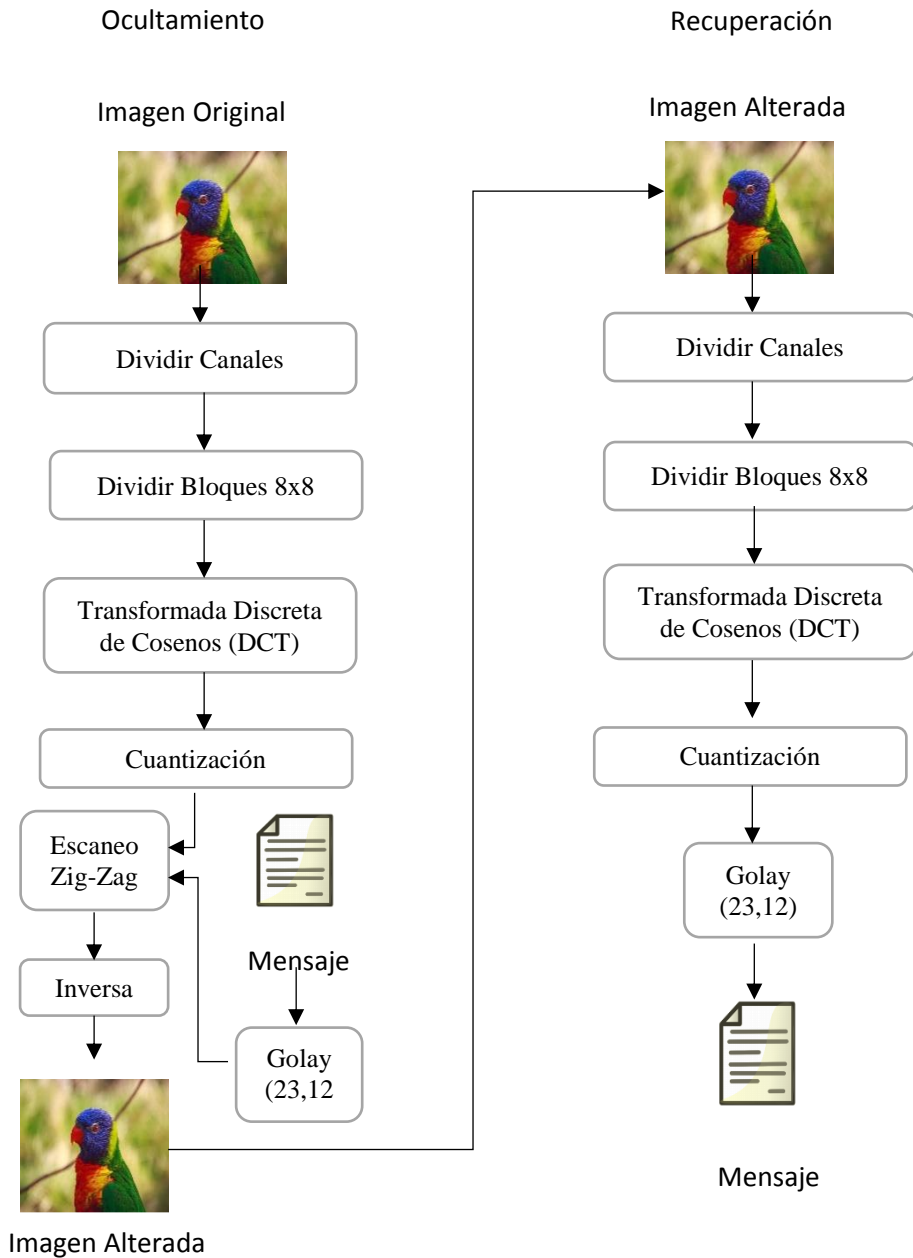 Ocultamiento
Imagen Original
Dividir Canales
Dividir Bloques 8x8
Transformada Discreta
de Cosenos (DCT)
Cuantización
Escaneo
Zig-Zag
Mensaje
Inversa
Golay
(23,12
Imagen Alterada
Recuperación
Imagen Alterada
Dividir Canales
Dividir Bloques 8x8
Transformada Discreta
de Cosenos (DCT)
Cuantización
Golay
(23,12)
Mensaje